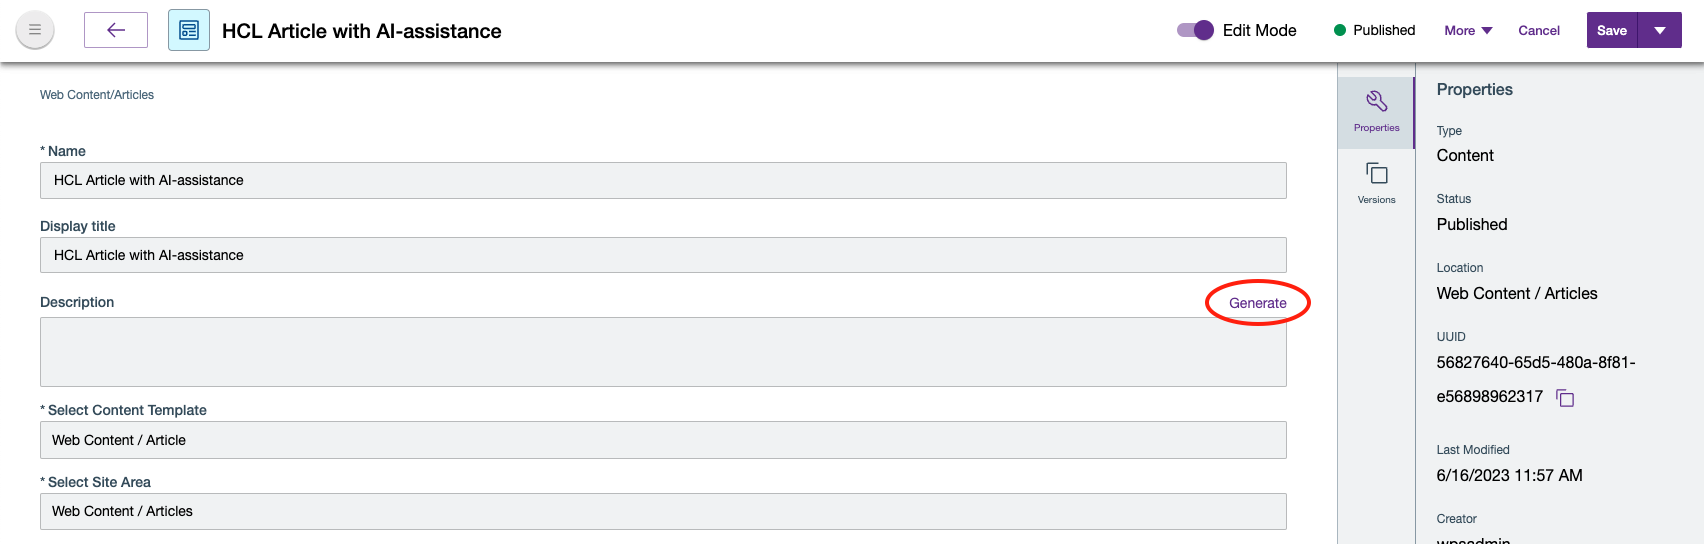 HCL Article with AI-assistance
Edit Mode
Published
More
Cancel
Save
Web Content/Articles
* Name
HCL Article with AI-assistance
Display title
HCL Article with AI-assistance
Description
Generate
* Select Content Template
Web Content / Article
* Select Site Area
Web Content / Articles
Properties
Versions
Properties
Type
Content
Status
Published
Location
Web Content / Articles
UUID
56827640-65d5-480a-8f81-
e56898962317
Last Modified
6/16/2023 11:57 AM
Creator
wpsadmin